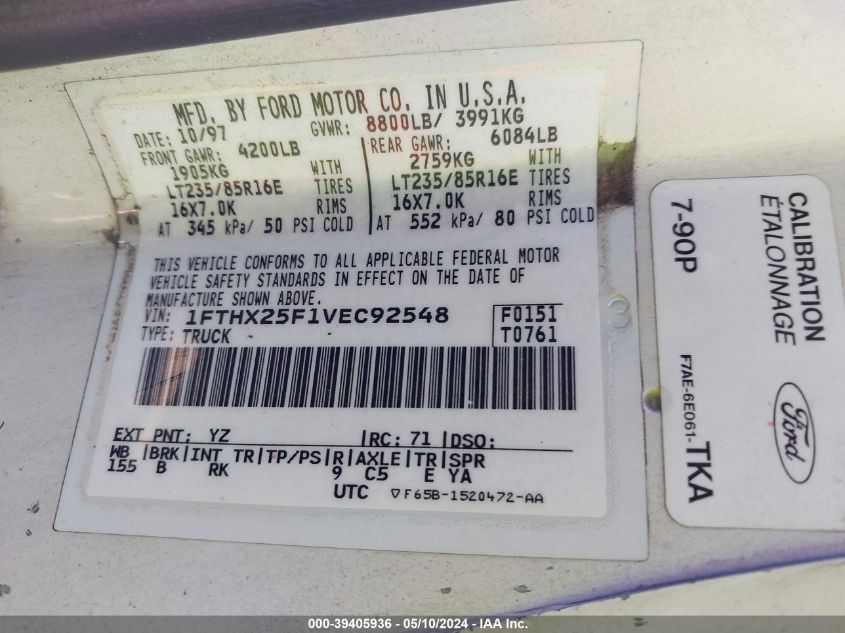 MFD. BY FORD MOTOR CO. IN U.S.A.
DATE: 10/97 GVWR: 8800LB/ 3991KG
FRONT GAWR: 4200LB REAR GAWR: 6084LB
1905KG WITH 2759KG WITH
LT235/85R16E TIRES LT235/85R16E TIRES
16X7.0K RIMS 16X7.0K RIMS
AT 345 kPa/ 50 PSI COLD AT 552 kPa/ 80 PSI COLD
THIS VEHICLE CONFORMS TO ALL APPLICABLE FEDERAL MOTOR
VEHICLE SAFETY STANDARDS IN EFFECT ON THE DATE OF
MANUFACTURE SHOWN ABOVE.
VIN: 1FTHX25F1VEC92548 F0151
TYPE: TRUCK T0761
EXT PNT: YZ RC: 71 DSO:
WB BRK INT TR TP/PS R AXLE TR SPR
155 B RK 9 C5 E YA
UTC ▽F65B-1520472-AA
3
CALIBRATION
ÉTALONNAGE
7-90P
Ford
F7AE-6E061-TKA
000-39405936 - 05/10/2024 - IAA Inc.